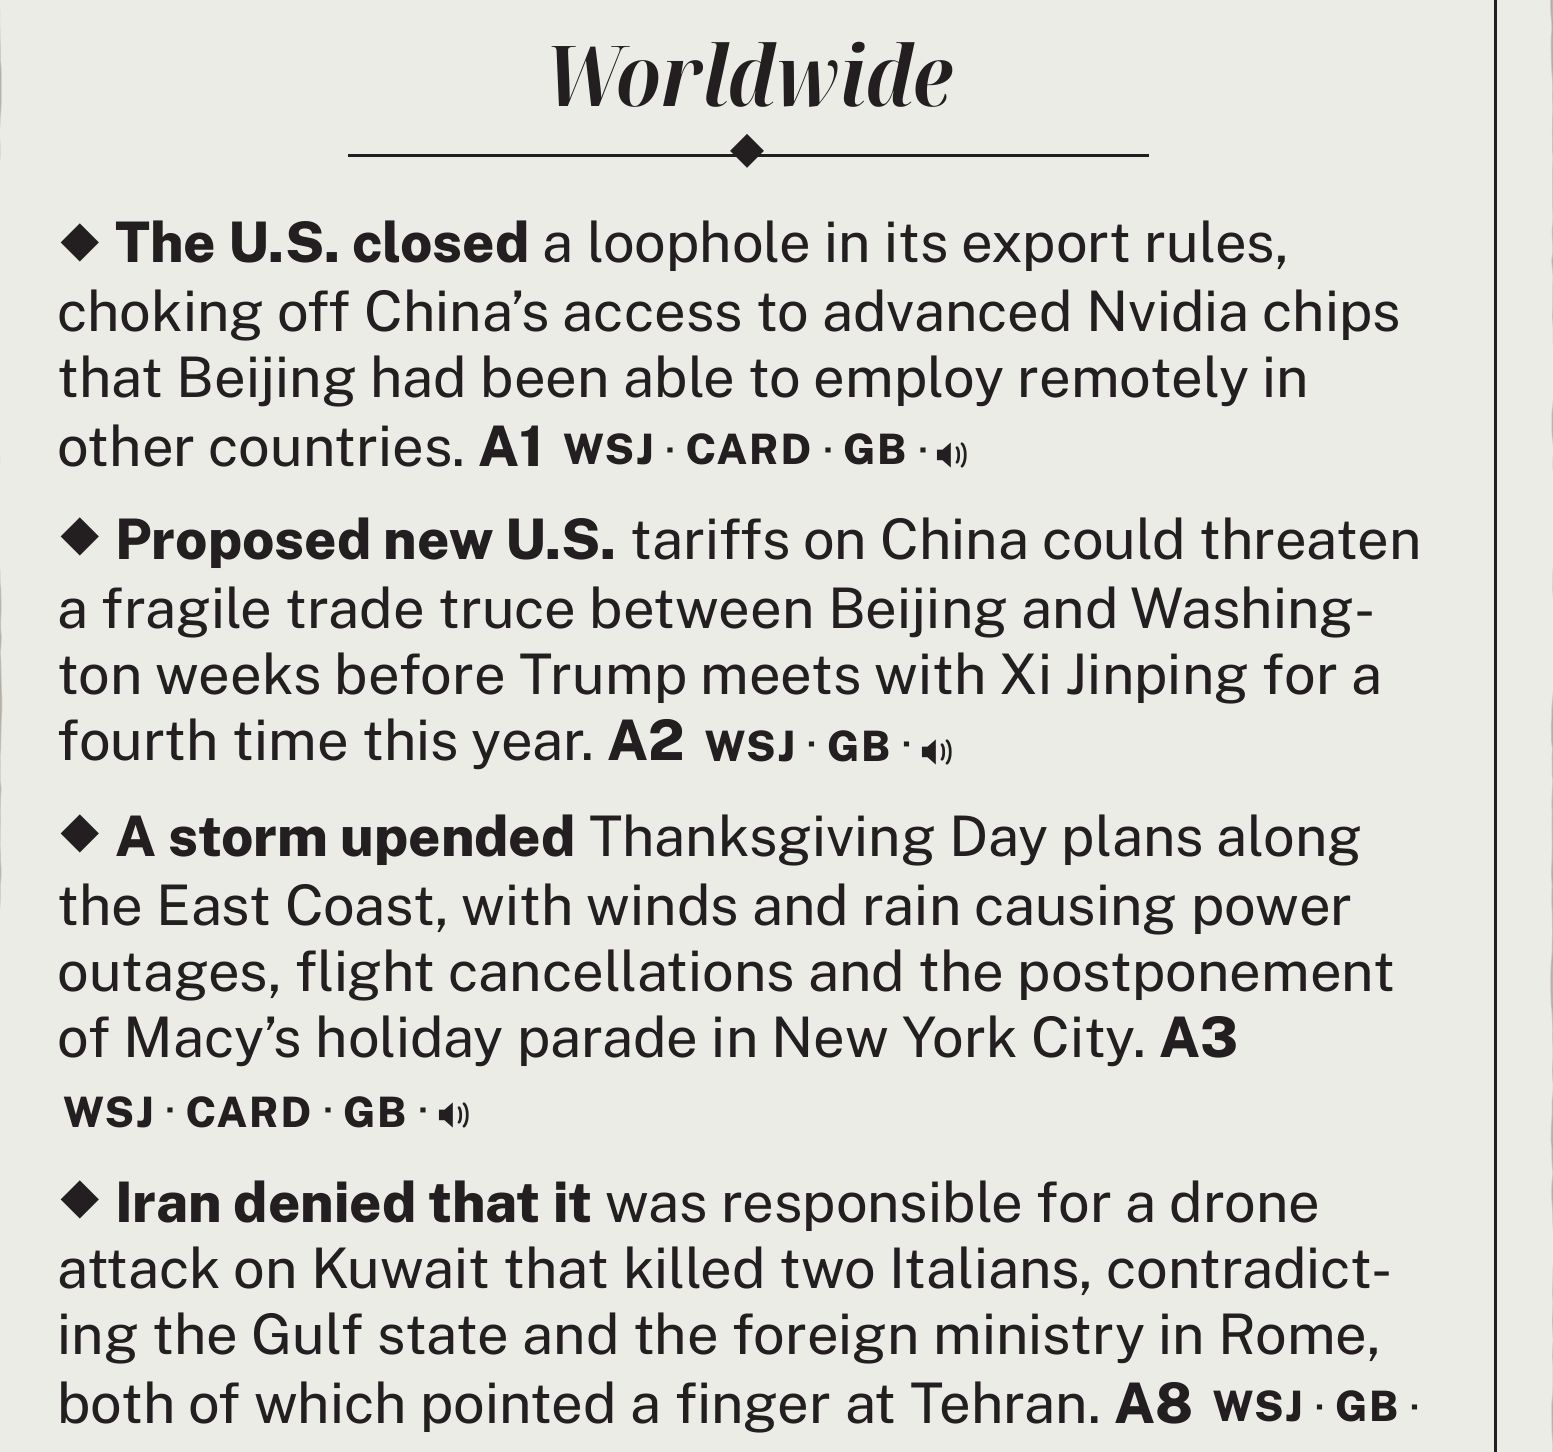 Worldwide
◆ The U.S. closed a loophole in its export rules,
choking off China’s access to advanced Nvidia chips
that Beijing had been able to employ remotely in
other countries. A1 WSJ · CARD · GB ·
◆ Proposed new U.S. tariffs on China could threaten
a fragile trade truce between Beijing and Washing-
ton weeks before Trump meets with Xi Jinping for a
fourth time this year. A2 WSJ · GB ·
◆ A storm upended Thanksgiving Day plans along
the East Coast, with winds and rain causing power
outages, flight cancellations and the postponement
of Macy’s holiday parade in New York City. A3
WSJ · CARD · GB ·
◆ Iran denied that it was responsible for a drone
attack on Kuwait that killed two Italians, contradict-
ing the Gulf state and the foreign ministry in Rome,
both of which pointed a finger at Tehran. A8 WSJ · GB ·